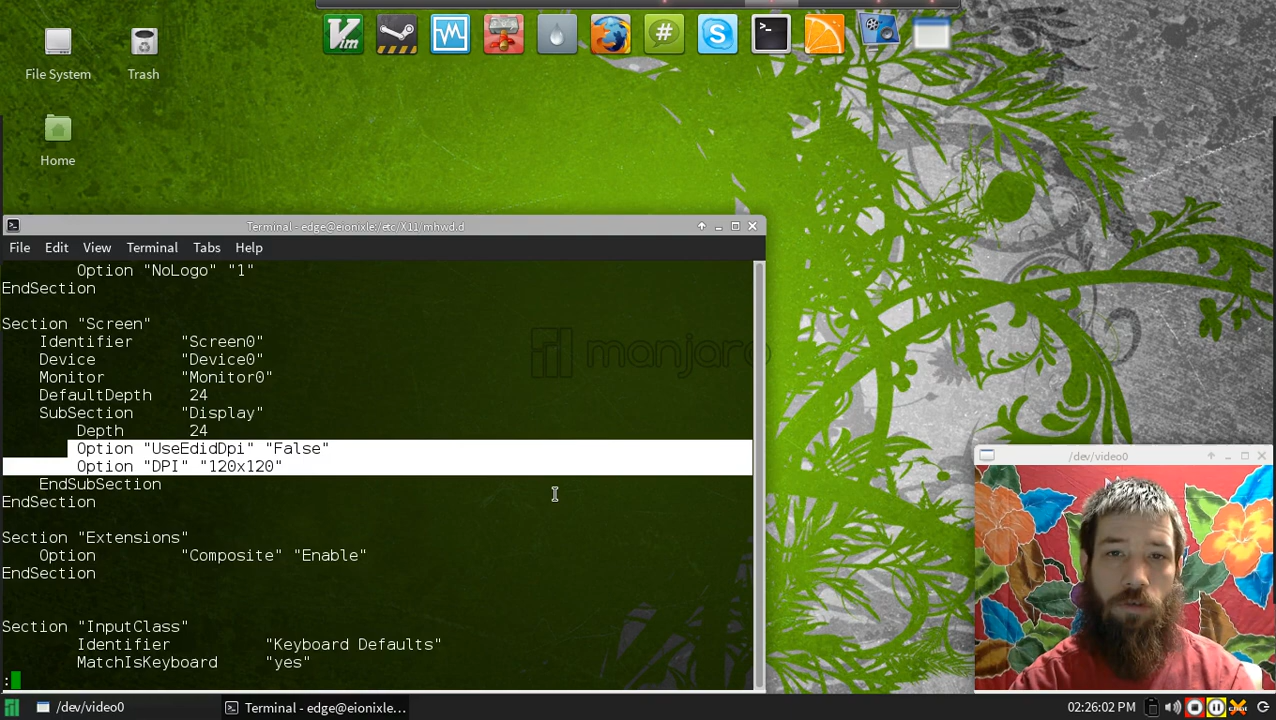 Vim
#
File System
Trash
Home
Terminal - edge@eionixle:/etc/X11/mhwd.d
File Edit View Terminal Tabs Help
Option "NoLogo" "1"
EndSection
Section "Screen"
Identifier "Screen0"
Device "Device0"
Monitor "Monitor0"
DefaultDepth 24
SubSection "Display"
Depth 24
Option "UseEdidDpi" "False"
Option "DPI" "120x120"
EndSubSection
EndSection
Section "Extensions"
Option "Composite" "Enable"
EndSection
Section "InputClass"
Identifier "Keyboard Defaults"
MatchIsKeyboard "yes"
:
manjaro
/dev/video0
/dev/video0
Terminal - edge@eionixle...
02:26:02 PM